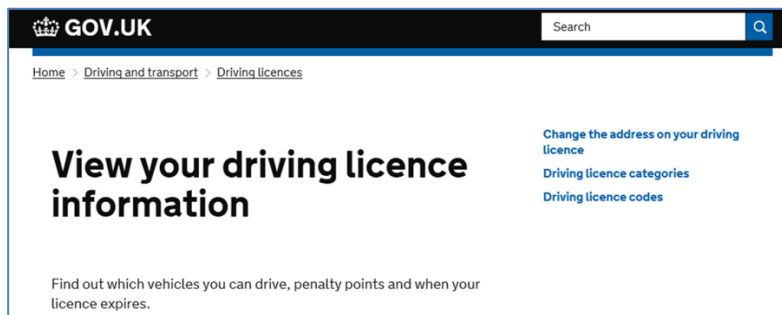 GOV.UK
Search
Home > Driving and transport > Driving licences
View your driving licence
information
Change the address on your driving
licence
Driving licence categories
Driving licence codes
Find out which vehicles you can drive, penalty points and when your
licence expires.